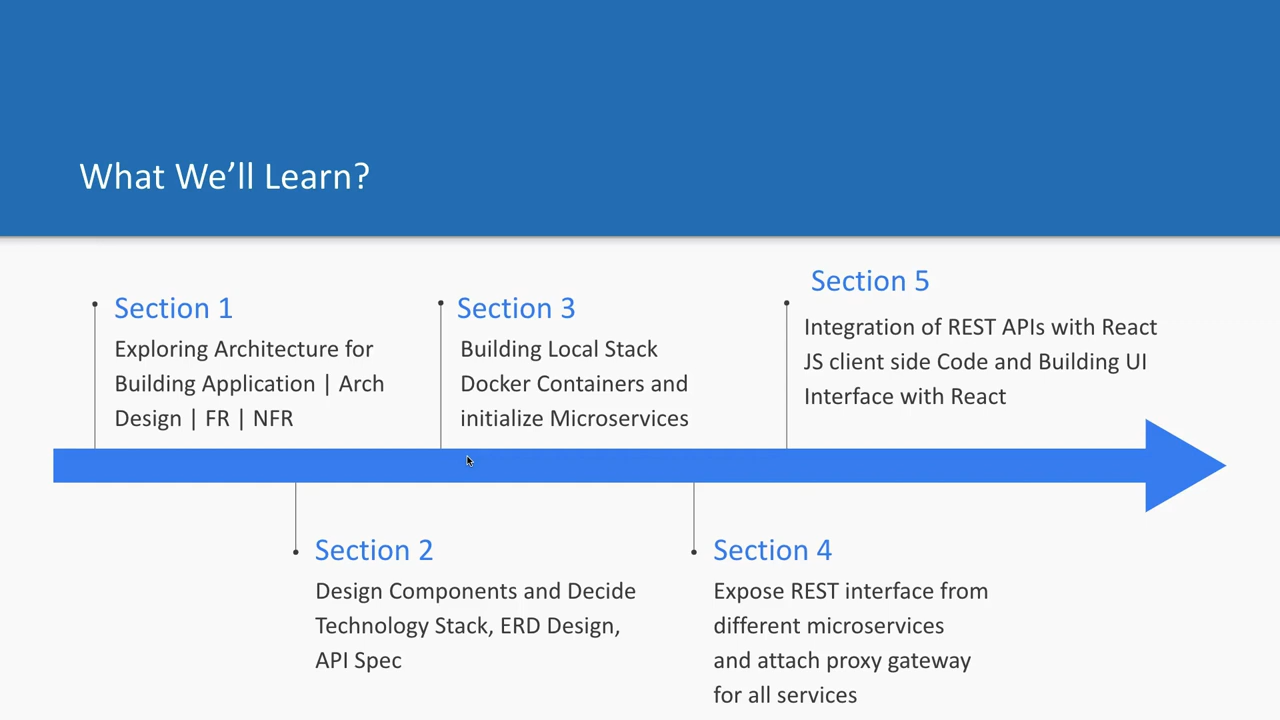 What We’ll Learn?
Section 1
Exploring Architecture for
Building Application | Arch
Design | FR | NFR
Section 2
Design Components and Decide
Technology Stack, ERD Design,
API Spec
Section 3
Building Local Stack
Docker Containers and
initialize Microservices
Section 4
Expose REST interface from
different microservices
and attach proxy gateway
for all services
Section 5
Integration of REST APIs with React
JS client side Code and Building UI
Interface with React